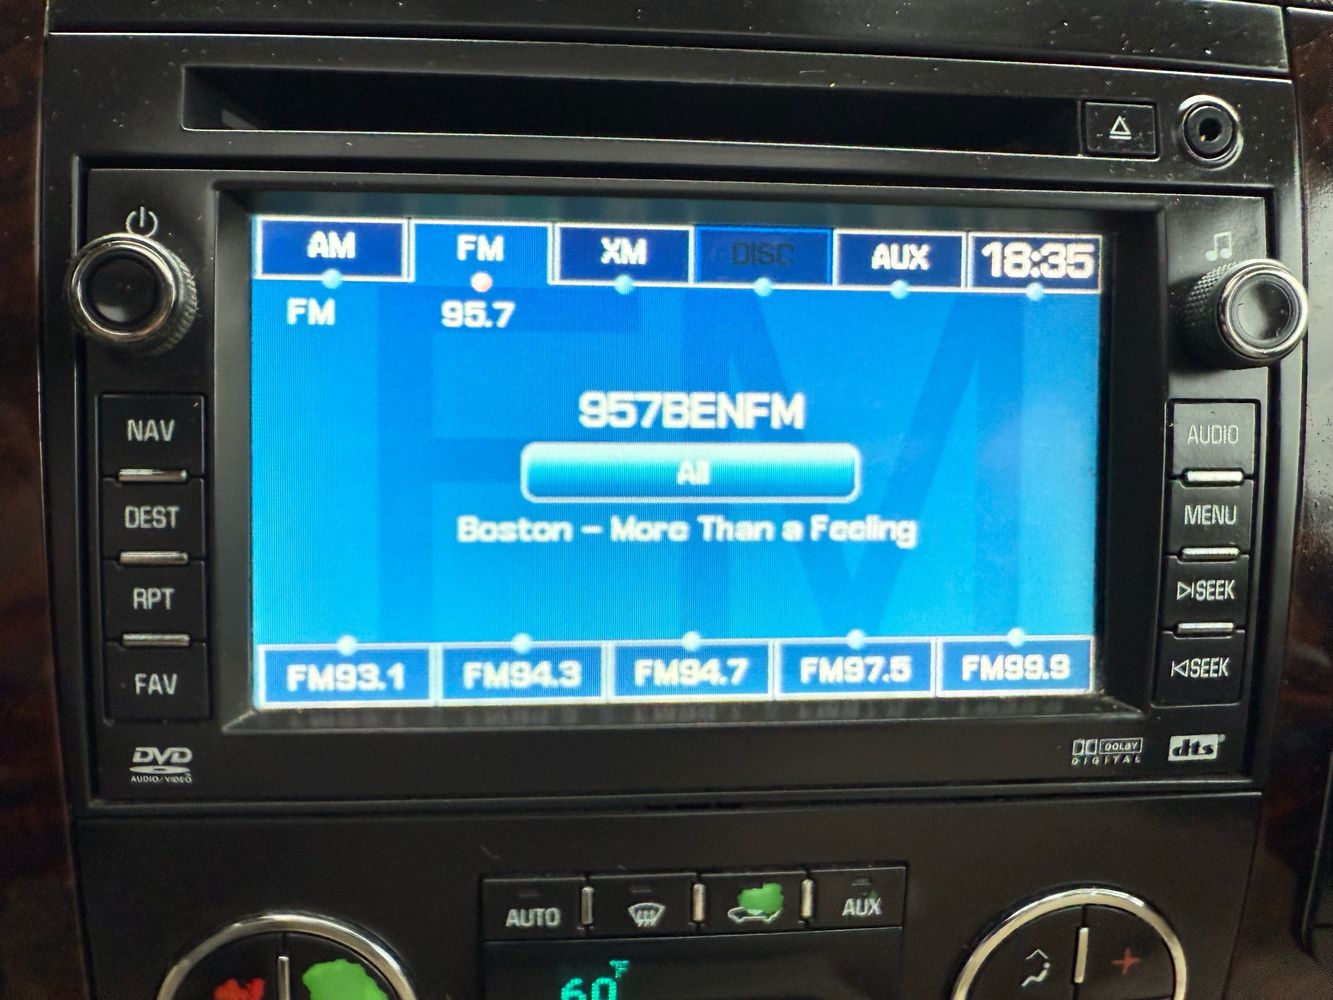 AM FM XM DISC AUX 18:35
FM 95.7
957BENFM
All
Boston - More Than a Feeling
FM93.1 FM94.3 FM94.7 FM97.5 FM99.9
NAV
DEST
RPT
FAV
AUDIO
MENU
SEEK
SEEK
DVD
AUDIO/VIDEO
DOLBY
DIGITAL
dts
AUTO
AUX
60°F